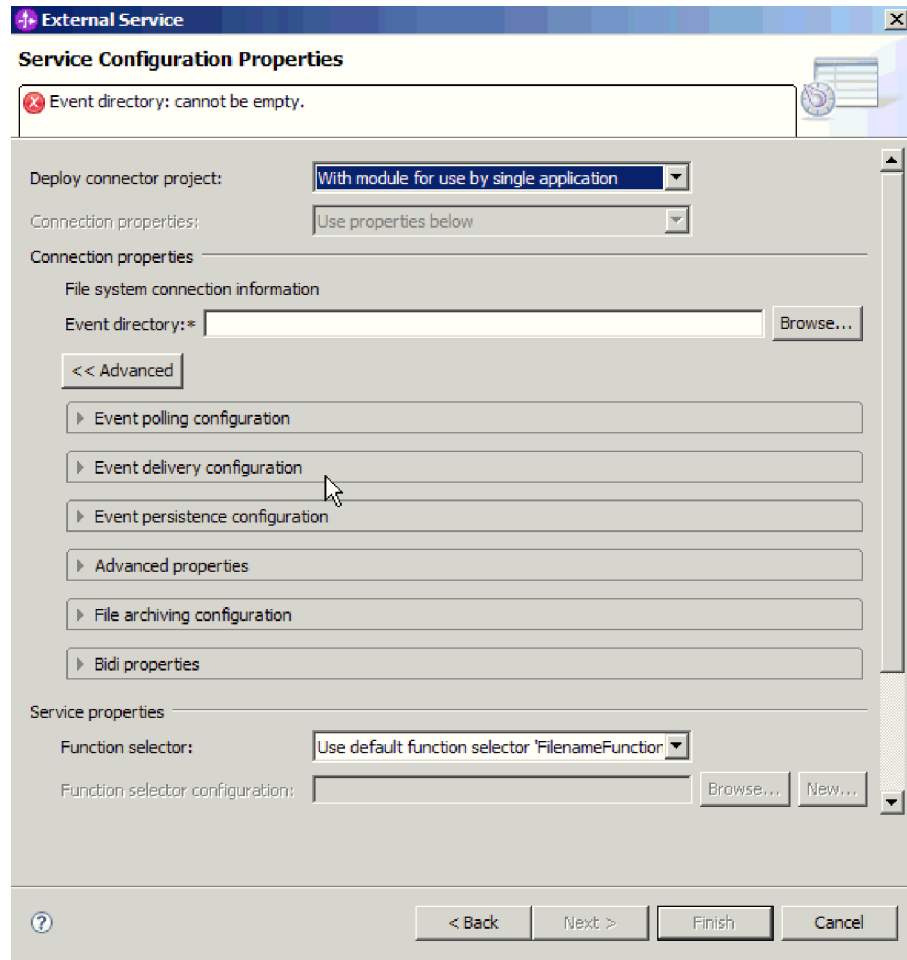 External Service
Service Configuration Properties
Event directory: cannot be empty.
Deploy connector project: With module for use by single application
Connection properties: Use properties below
Connection properties
File system connection information
Event directory:* Browse...
<< Advanced
Event polling configuration
Event delivery configuration
Event persistence configuration
Advanced properties
File archiving configuration
Bidi properties
Service properties
Function selector: Use default function selector 'FilenameFunction
Function selector configuration: Browse... New...
< Back Next > Finish Cancel